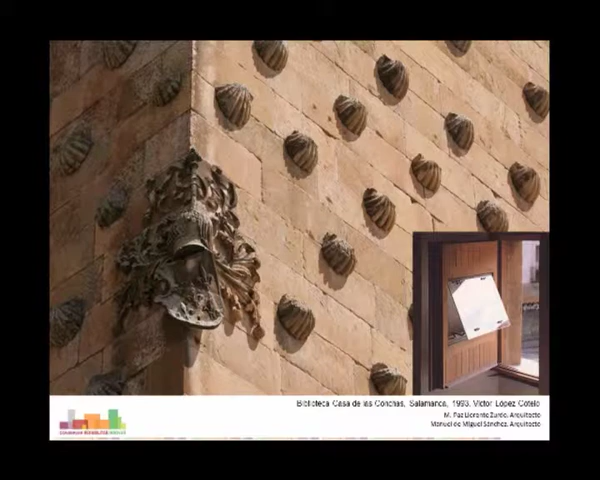 Biblioteca Casa de las Conchas, Salamanca, 1993. Víctor López Cotelo
M. Paz Llorente Zurdo. Arquitecto
Manuel de Miguel Sánchez. Arquitecto